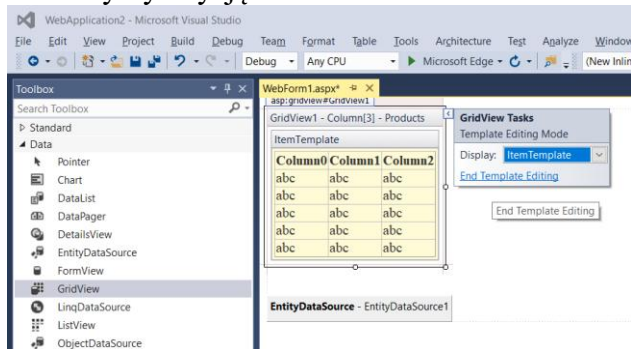 WebApplication2 - Microsoft Visual Studio
File Edit View Project Build Debug Team Format Table Tools Architecture Test Analyze Window
Debug Any CPU Microsoft Edge (New Inlin
Toolbox
WebForm1.aspx*
Search Toolbox
asp:gridview#GridView1
Standard
GridView1 - Column[3] - Products
GridView Tasks
Data
Template Editing Mode
Pointer
ItemTemplate
Display: ItemTemplate
Chart
Column0 Column1 Column2
End Template Editing
DataList
abc abc abc
DataPager
abc abc abc
End Template Editing
DetailsView
abc abc abc
EntityDataSource
abc abc abc
FormView
abc abc abc
GridView
LinqDataSource
EntityDataSource - EntityDataSource1
ListView
ObjectDataSource